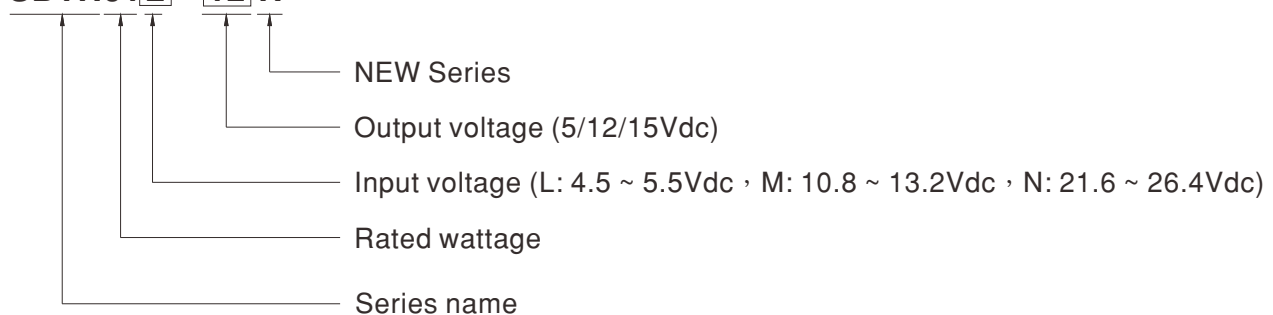 NEW Series
Output voltage (5/12/15Vdc)
Input voltage (L: 4.5 ~ 5.5Vdc，M: 10.8 ~ 13.2Vdc，N: 21.6 ~ 26.4Vdc)
Rated wattage
Series name